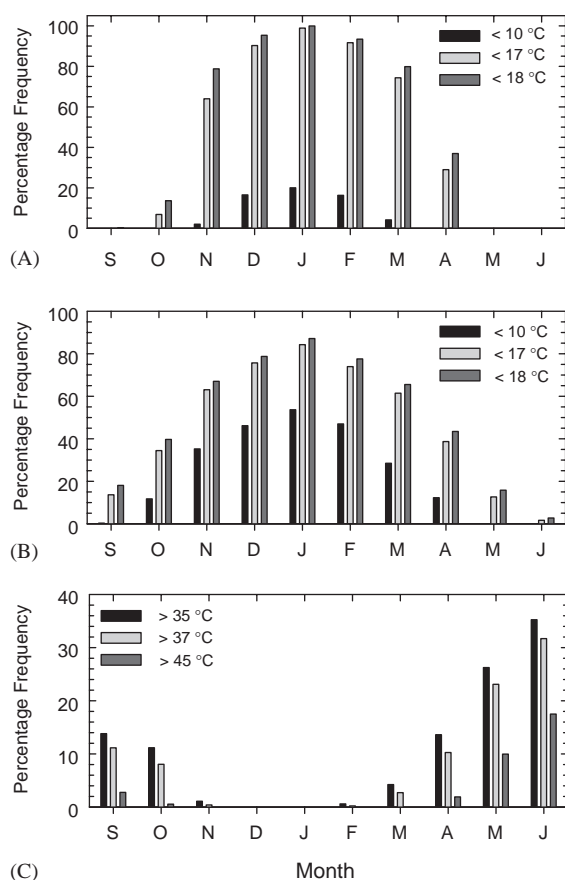 100
80
60
40
20
0
Percentage Frequency
< 10 °C
< 17 °C
< 18 °C
(A)
S O N D J F M A M J
100
80
60
40
20
0
Percentage Frequency
< 10 °C
< 17 °C
< 18 °C
(B)
S O N D J F M A M J
40
30
20
10
0
Percentage Frequency
> 35 °C
> 37 °C
> 45 °C
S O N D J F M A M J
(C)
Month